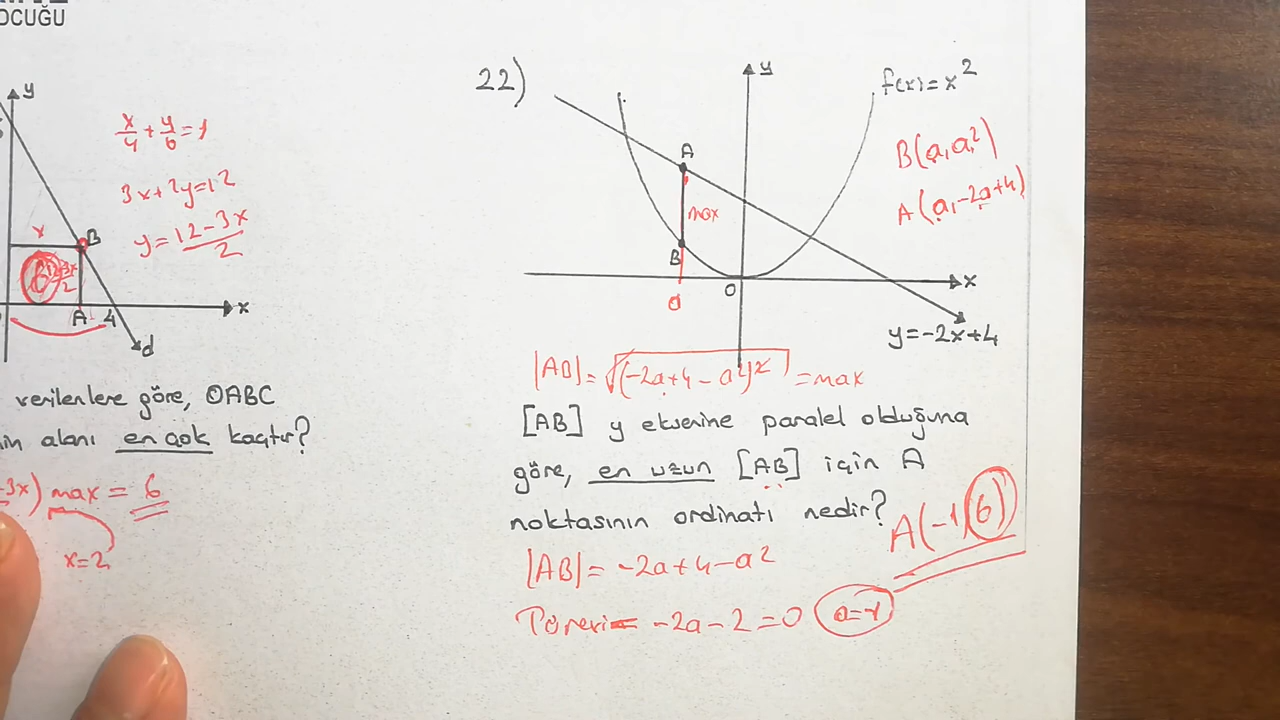 OCUĞU
y
x/4 + y/6 = 1
3x+2y=12
y = 12-3x/2
x
B
A 4
x
d
verilenlere göre, OABC
alanı en çok kaçtır?
-3x) max = 6
x=2
22)
y
f(x)=x²
B(a, a²)
A(a, -2a+4)
A
max
B
O
x
a
y=-2x+4
|AB| = √(-2a+4-a²)² = max
[AB] y eksenine paralel olduğuna
göre, en uzun [AB] için A
noktasının ordinatı nedir?
A(-1, 6)
|AB| = -2a+4-a²
Türevi = -2a-2=0 a=-1